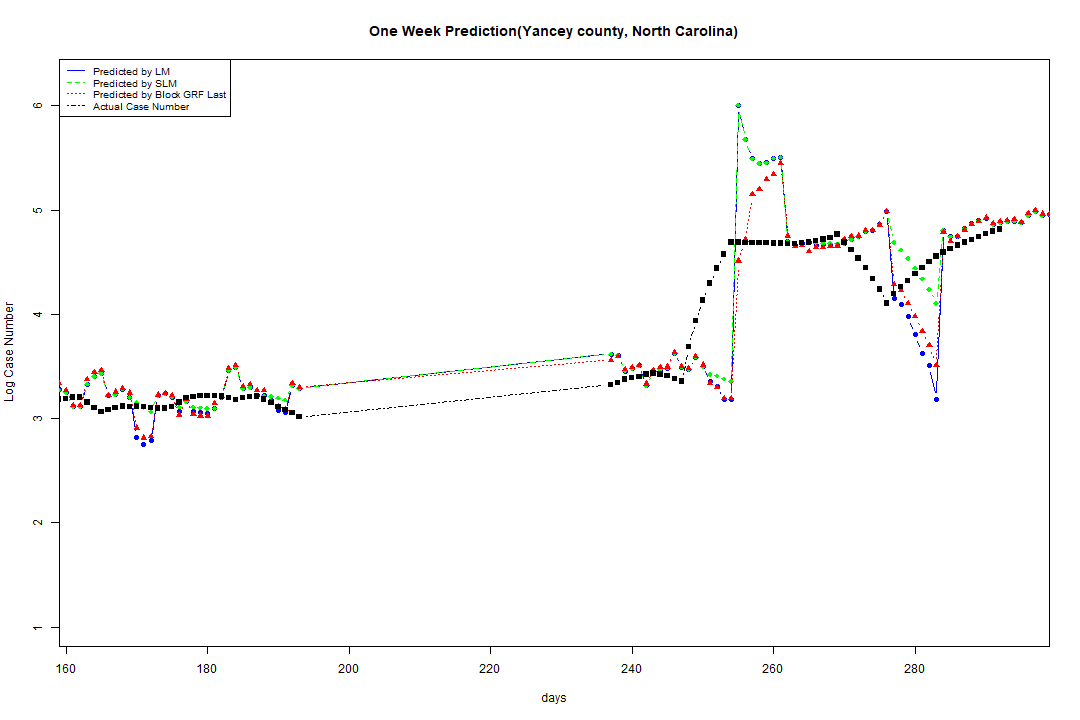 One Week Prediction(Yancey county, North Carolina)
Predicted by LM
Predicted by SLM
Predicted by Block GRF Last
Actual Case Number
6
5
4
3
2
1
Log Case Number
160 180 200 220 240 260 280
days